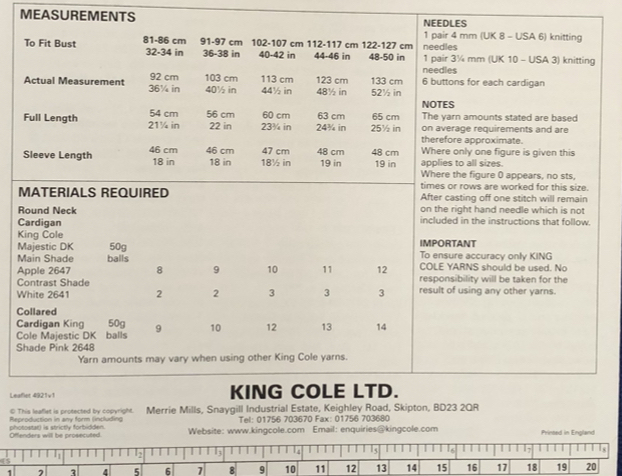 MEASUREMENTS
To Fit Bust 81-86 cm 91-97 cm 102-107 cm 112-117 cm 122-127 cm
32-34 in 36-38 in 40-42 in 44-46 in 48-50 in
Actual Measurement 92 cm 103 cm 113 cm 123 cm 133 cm
36¼ in 40½ in 44½ in 48½ in 52½ in
Full Length 54 cm 56 cm 60 cm 63 cm 65 cm
21¼ in 22 in 23¾ in 24¾ in 25½ in
Sleeve Length 46 cm 46 cm 47 cm 48 cm 48 cm
18 in 18 in 18½ in 19 in 19 in
MATERIALS REQUIRED
Round Neck
Cardigan
King Cole
Majestic DK 50g
Main Shade balls
Apple 2647 8 9 10 11 12
Contrast Shade
White 2641 2 2 3 3 3
Collared
Cardigan King 50g
Cole Majestic DK balls 9 10 12 13 14
Shade Pink 2648
Yarn amounts may vary when using other King Cole yarns.
NEEDLES
1 pair 4 mm (UK 8 – USA 6) knitting
needles
1 pair 3¼ mm (UK 10 – USA 3) knitting
needles
6 buttons for each cardigan
NOTES
The yarn amounts stated are based
on average requirements and are
therefore approximate.
Where only one figure is given this
applies to all sizes.
Where the figure 0 appears, no sts,
times or rows are worked for this size.
After casting off one stitch will remain
on the right hand needle which is not
included in the instructions that follow.
IMPORTANT
To ensure accuracy only KING
COLE YARNS should be used. No
responsibility will be taken for the
result of using any other yarns.
Leaflet 4921+1
© This leaflet is protected by copyright.
Reproduction in any form (including
photostat) is strictly forbidden.
Offenders will be prosecuted.
KING COLE LTD.
Merrie Mills, Snaygill Industrial Estate, Keighley Road, Skipton, BD23 2QR
Tel: 01756 703670 Fax: 01756 703680
Website: www.kingcole.com Email: enquiries@kingcole.com
Printed in England
1 2 3 4 5 6 7 8 9 10 11 12 13 14 15 16 17 18 19 20